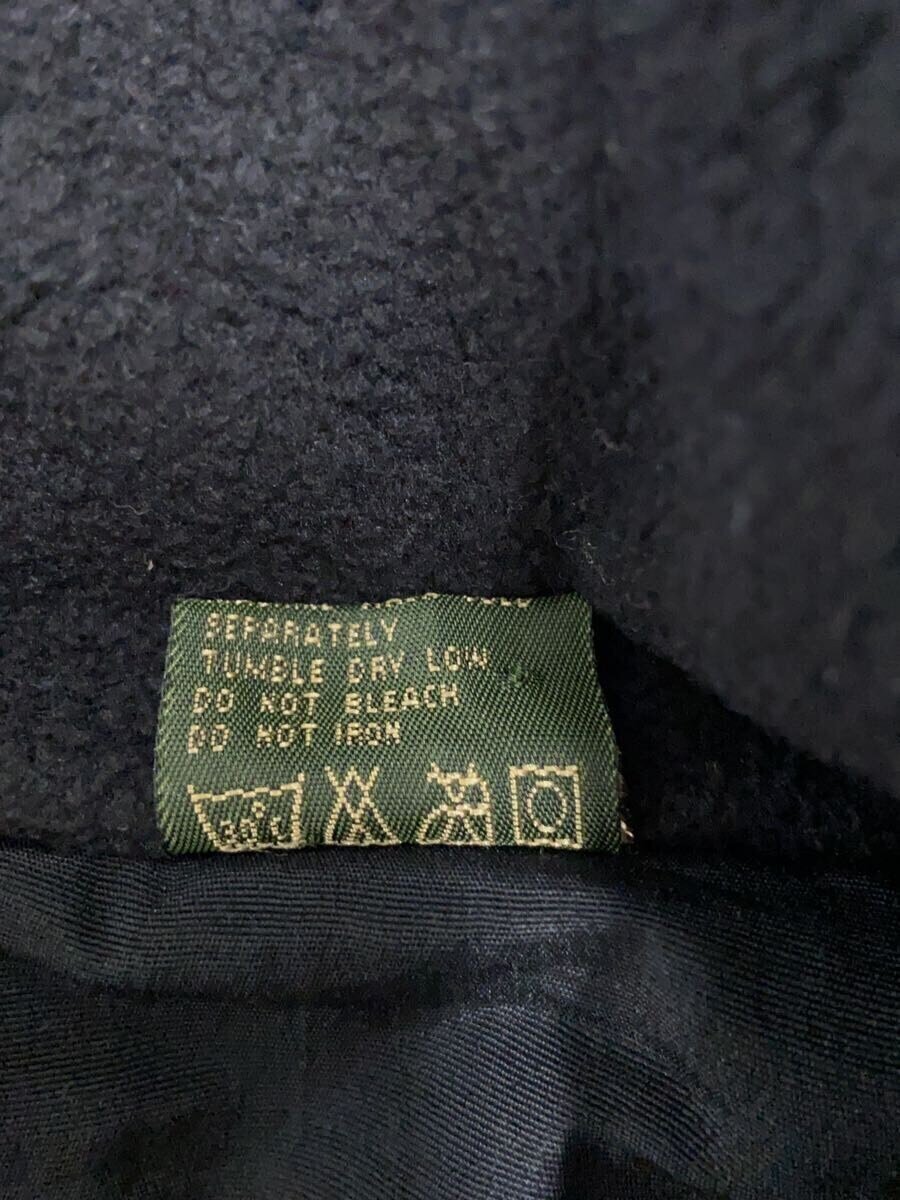 SEPARATELY
TUMBLE DRY LOW
DO NOT BLEACH
DO NOT IRON